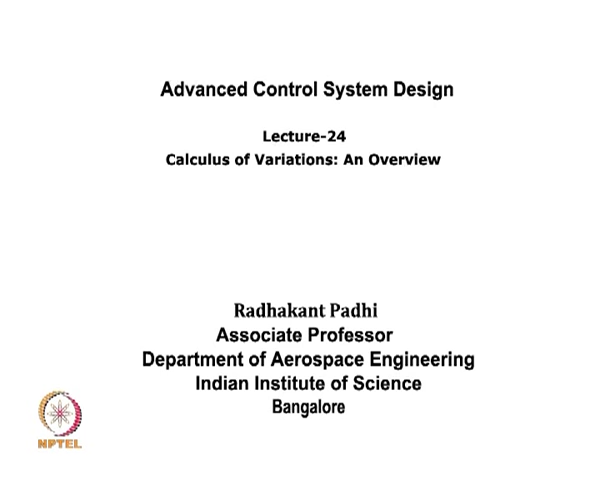 Advanced Control System Design
Lecture-24
Calculus of Variations: An Overview
Radhakant Padhi
Associate Professor
Department of Aerospace Engineering
Indian Institute of Science
Bangalore
NPTEL